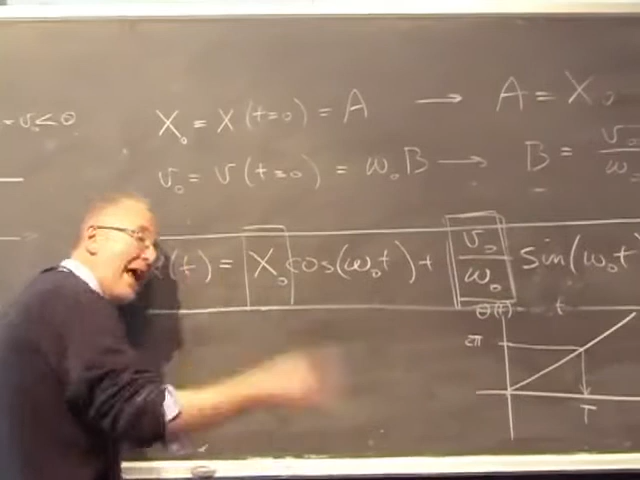 X₀ = X(t=0) = A → A = X₀
= v₀ < 0
v₀ = v(t=0) = ω₀B → B = v₀/ω₀
(t) = X₀ cos(ω₀t) + v₀/ω₀ sin(ω₀t)
θ(t) t
2π
T